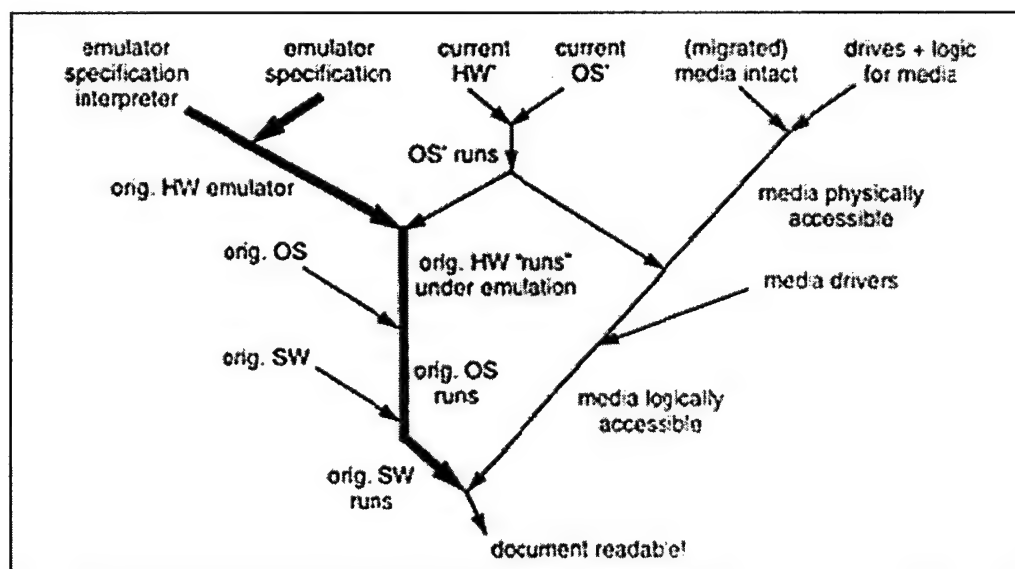 emulator
specification
interpreter
emulator
specification
current
HW*
current
OS*
(migrated)
media intact
drives + logic
for media
OS* runs
orig. HW emulator
media physically
accessible
orig. OS
orig. HW "runs"
under emulation
media drivers
orig. SW
orig. OS
runs
media logically
accessible
orig. SW
runs
document readable!